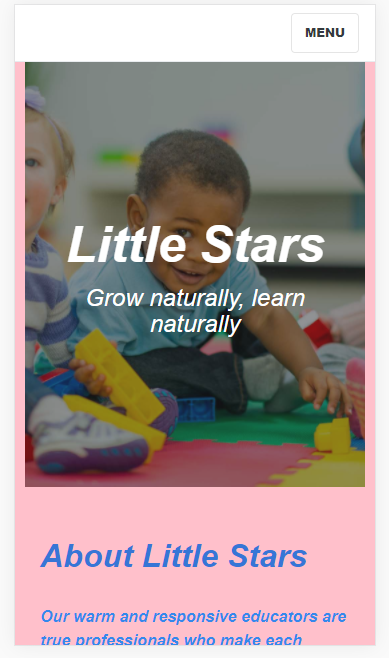 MENU
Little Stars
Grow naturally, learn
naturally
About Little Stars
Our warm and responsive educators are
true professionals who make each